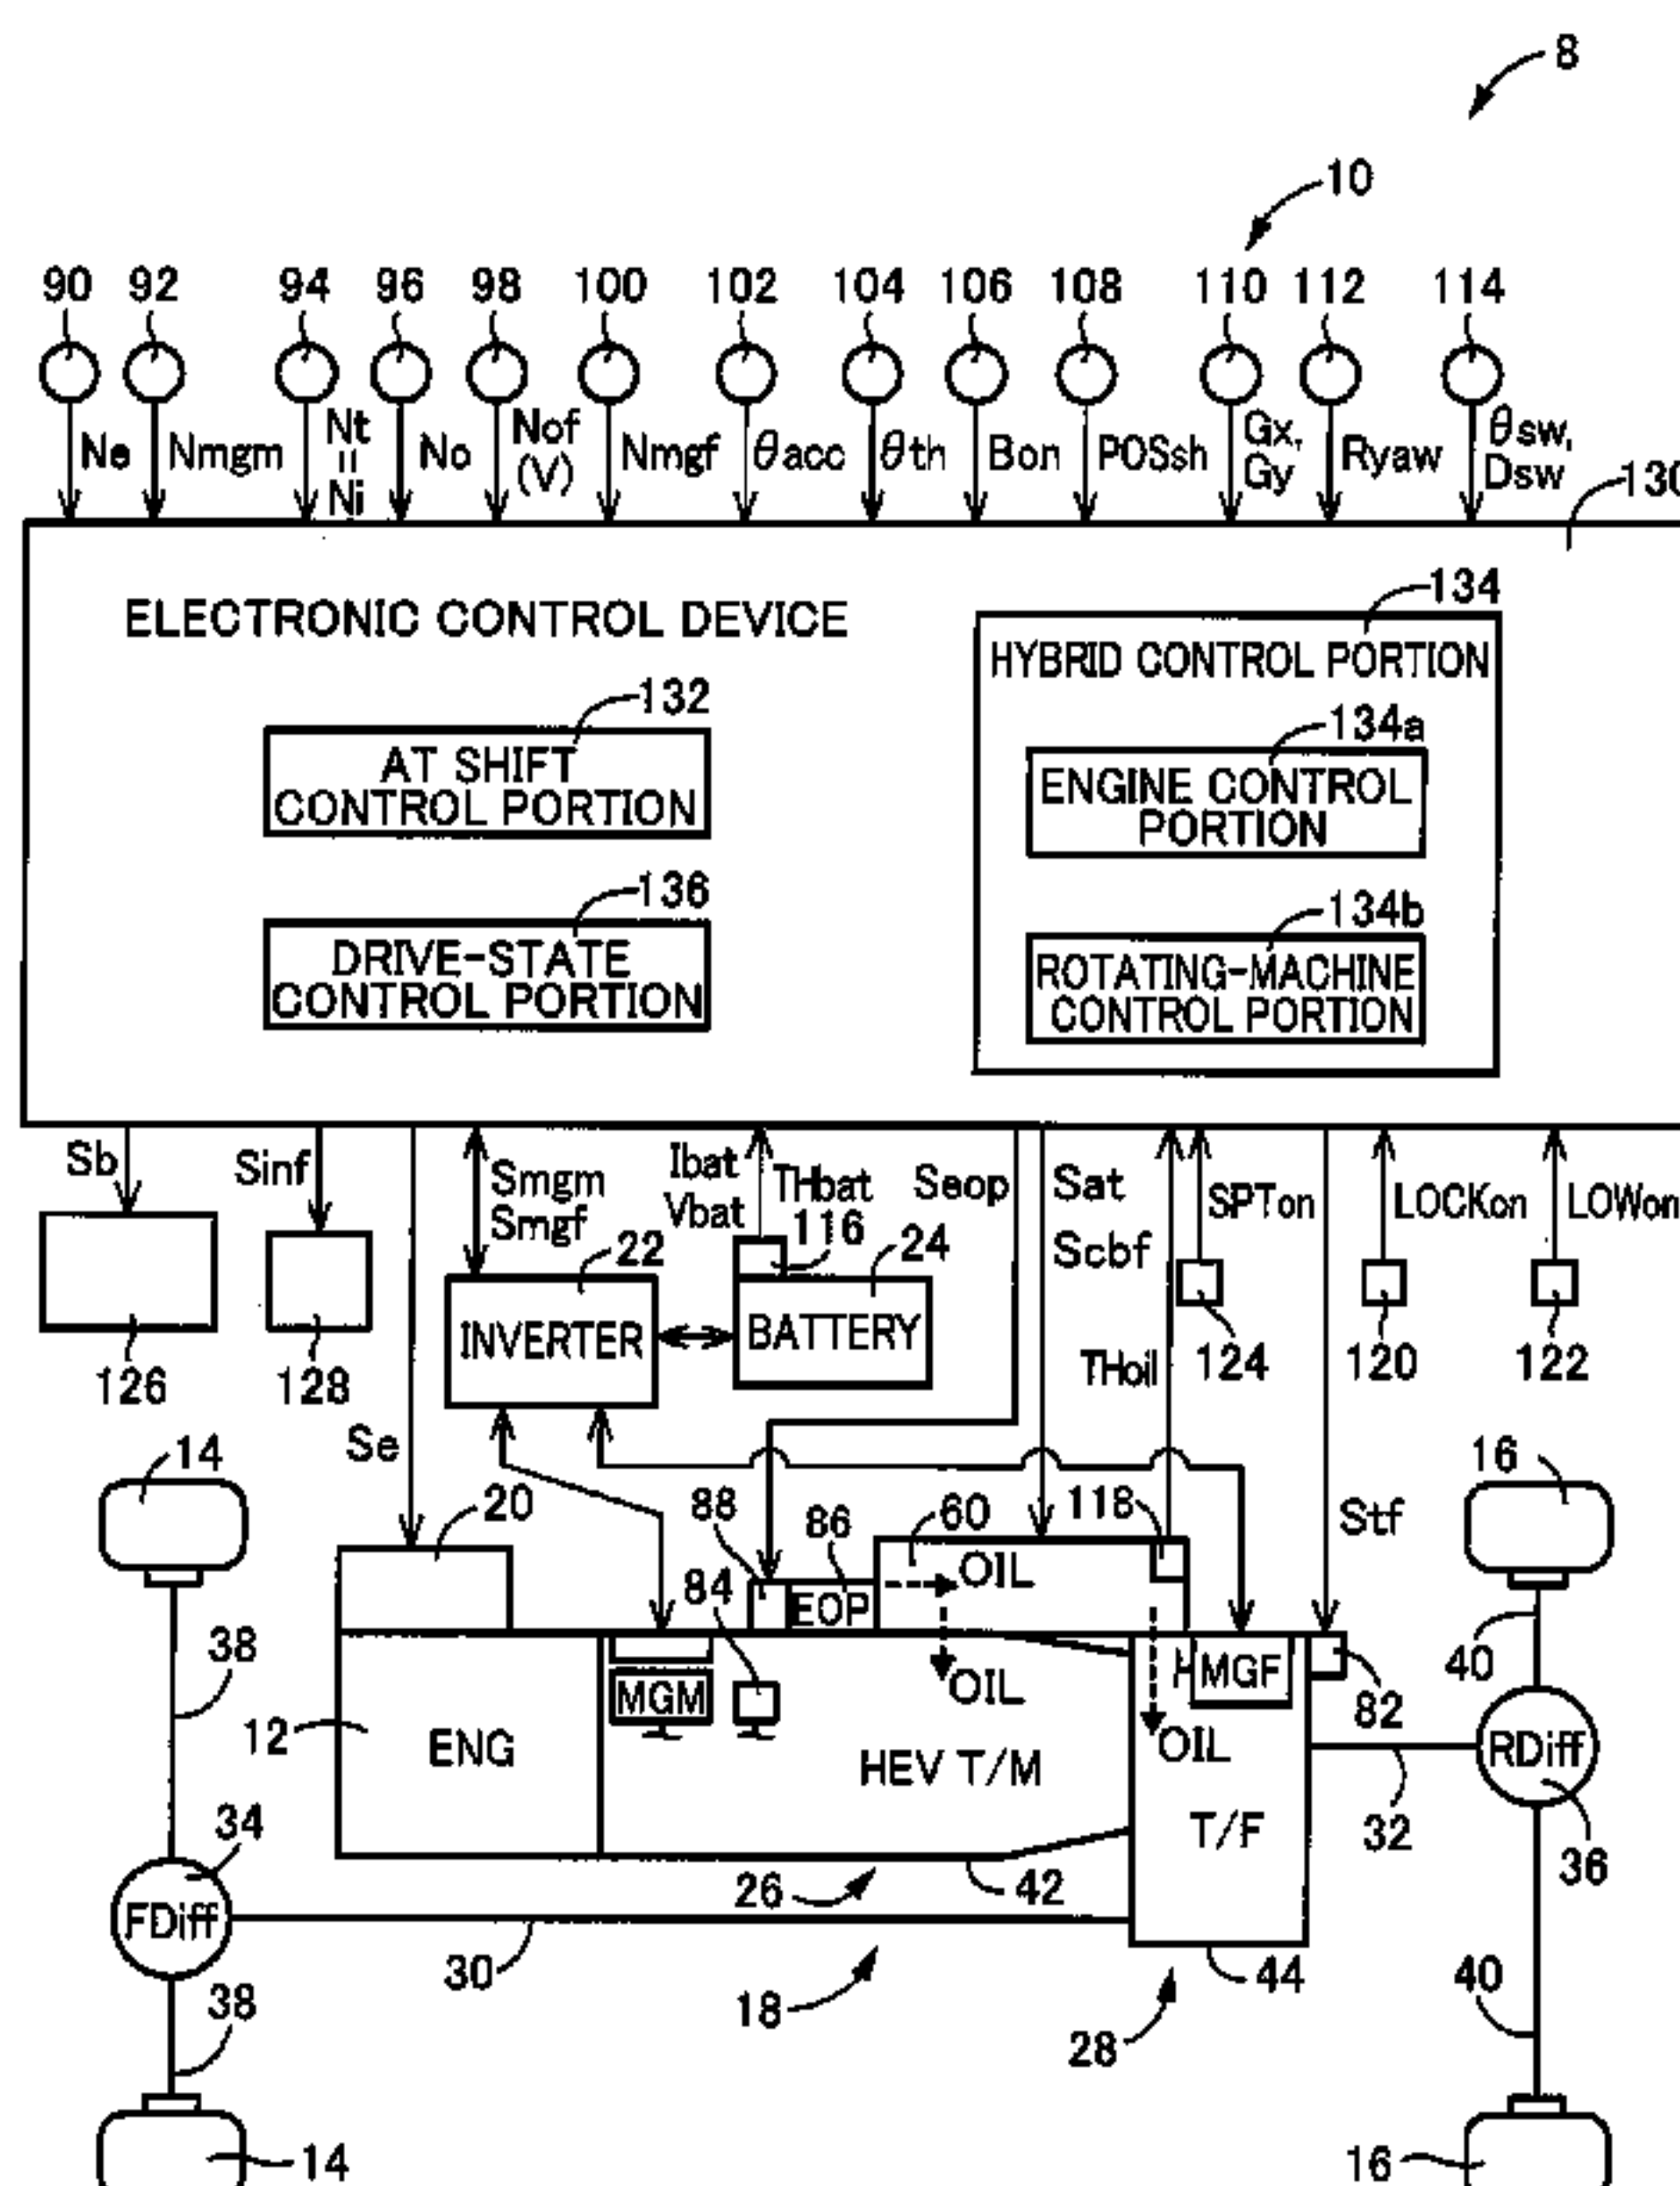 8
10
90 92 94 96 98 100 102 104 106 108 110 112 114
Ne Nmgm Nt = Ni No Nof (V) Nmgf θacc θth Bon POSsh Gx, Gy Ryaw θsw, Dsw
130
ELECTRONIC CONTROL DEVICE
134
HYBRID CONTROL PORTION
132
AT SHIFT
CONTROL PORTION
134a
ENGINE CONTROL
PORTION
136
DRIVE-STATE
CONTROL PORTION
134b
ROTATING-MACHINE
CONTROL PORTION
Sb Sinf Smgm Smgf Ibat Vbat THbat Seop Sat Scbf SPTon LOCKon LOWon
116
22
24
INVERTER
BATTERY
126 128 THoil 124 120 122
Se
14
20
88
86
60
118
Stf
16
OIL
84
EOP
38
40
MGM
OIL
MGF
82
12
ENG
HEV T/M
OIL
RDiff
34
T/F
32
36
FDiff
26
42
30
18
44
28
38
40
14
16